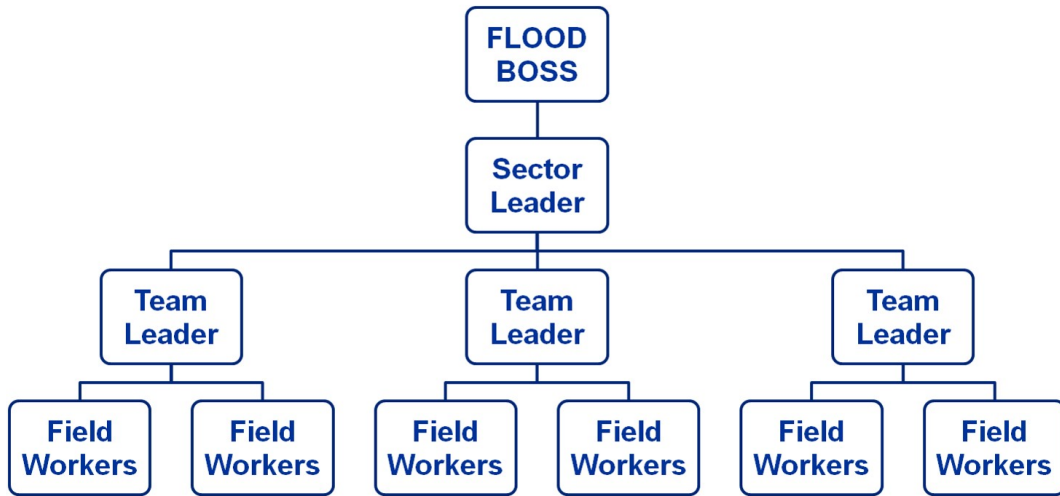 FLOOD
BOSS
Sector
Leader
Team
Leader
Team
Leader
Team
Leader
Field
Workers
Field
Workers
Field
Workers
Field
Workers
Field
Workers
Field
Workers